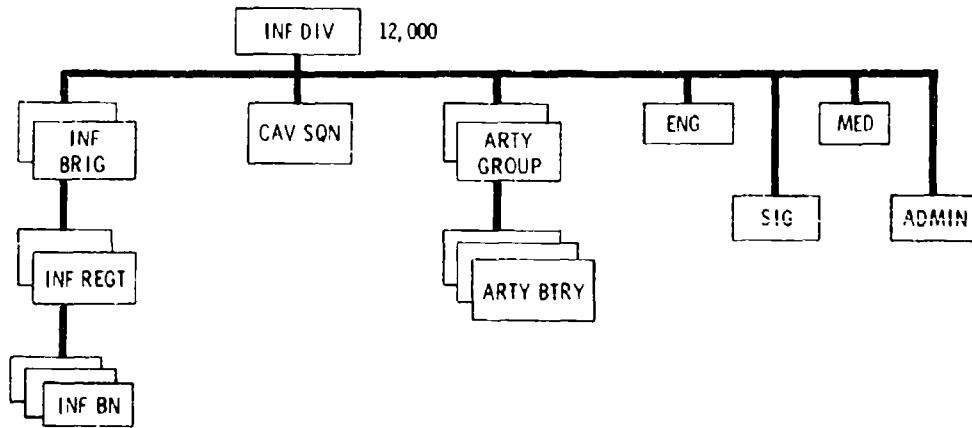 INF DIV 12,000
INF
BRIG
CAV SQN
ARTY
GROUP
ENG
MED
SIG
ADMIN
INF REGT
ARTY BTRY
INF BN